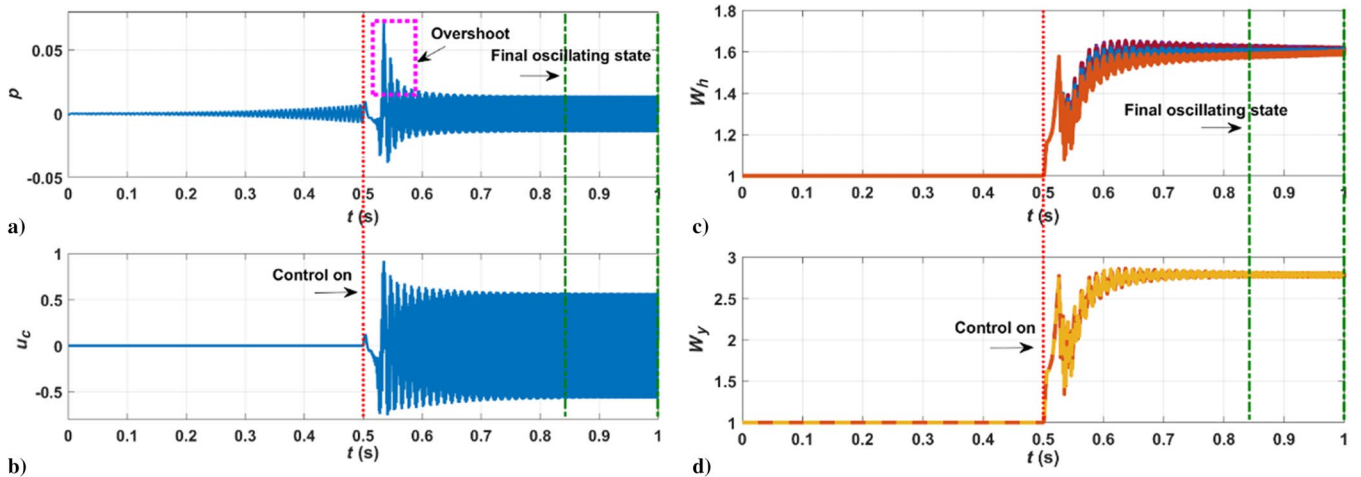 0.05
0
-0.05
p
Overshoot
Final oscillating state
0 0.1 0.2 0.3 0.4 0.5 0.6 0.7 0.8 0.9 1
t (s)
a)
1
0.5
0
-0.5
u_c
Control on
0 0.1 0.2 0.3 0.4 0.5 0.6 0.7 0.8 0.9 1
t (s)
b)
1.8
1.6
1.4
1.2
1
W_h
Final oscillating state
0 0.1 0.2 0.3 0.4 0.5 0.6 0.7 0.8 0.9 1
t (s)
c)
3
2.5
2
1.5
1
W_y
Control on
0 0.1 0.2 0.3 0.4 0.5 0.6 0.7 0.8 0.9 1
t (s)
d)